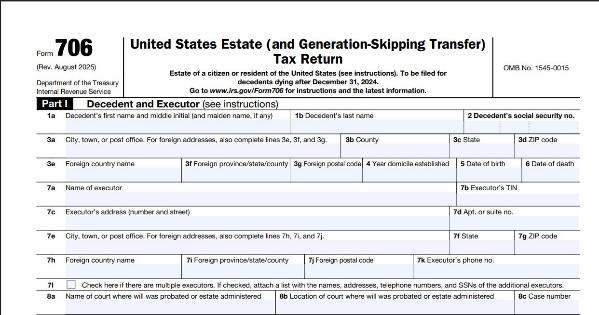 Form 706
(Rev. August 2025)
Department of the Treasury
Internal Revenue Service
United States Estate (and Generation-Skipping Transfer)
Tax Return
Estate of a citizen or resident of the United States (see instructions). To be filed for
decedents dying after December 31, 2024.
Go to www.irs.gov/Form706 for instructions and the latest information.
OMB No. 1545-0015
Part I Decedent and Executor (see instructions)
1a Decedent's first name and middle initial (and maiden name, if any) 1b Decedent's last name 2 Decedent's social security no.
3a City, town, or post office. For foreign addresses, also complete lines 3e, 3f, and 3g. 3b County 3c State 3d ZIP code
3e Foreign country name 3f Foreign province/state/county 3g Foreign postal code 4 Year domicile established 5 Date of birth 6 Date of death
7a Name of executor 7b Executor's TIN
7c Executor's address (number and street) 7d Apt. or suite no.
7e City, town, or post office. For foreign addresses, also complete lines 7h, 7i, and 7j. 7f State 7g ZIP code
7h Foreign country name 7i Foreign province/state/county 7j Foreign postal code 7k Executor's phone no.
7l Check here if there are multiple executors. If checked, attach a list with the names, addresses, telephone numbers, and SSNs of the additional executors.
8a Name of court where will was probated or estate administered 8b Location of court where will was probated or estate administered 8c Case number